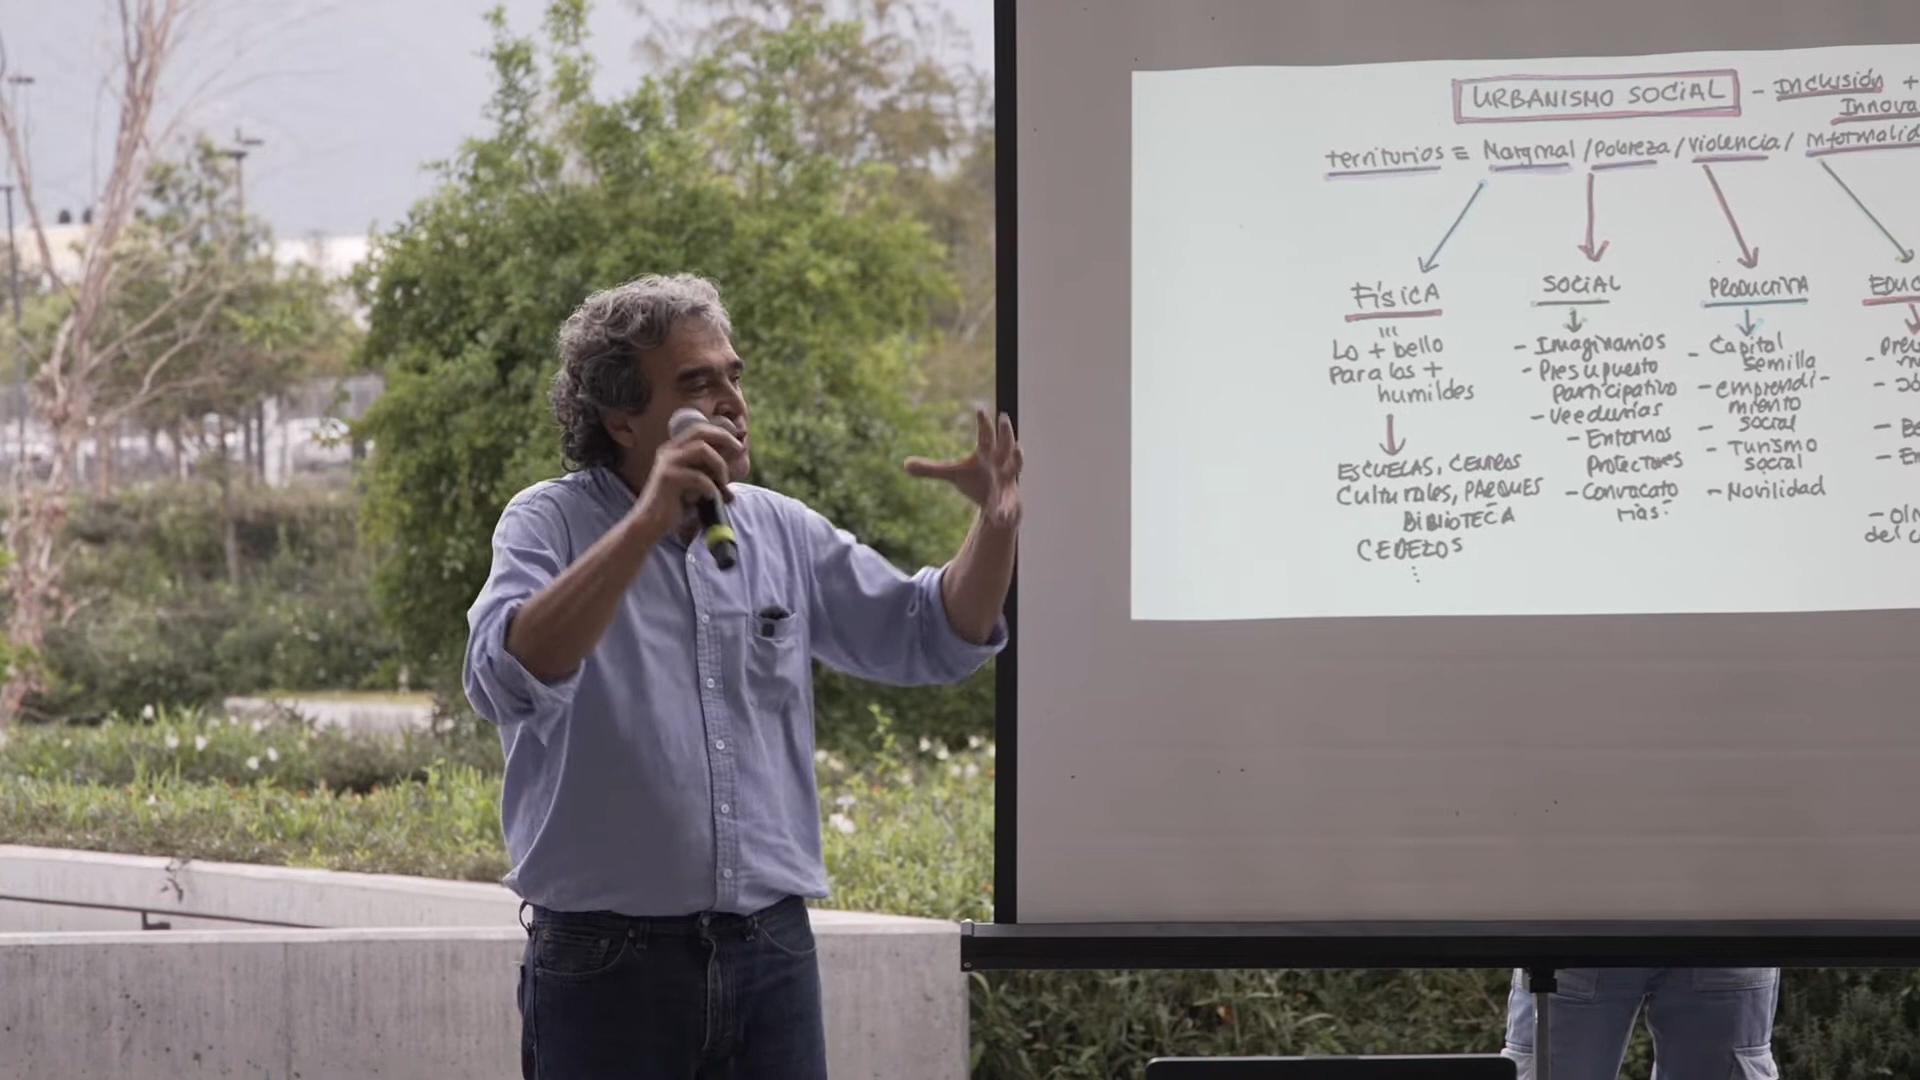 URBANISMO SOCIAL - Inclusión +
Innova
territorios = Marginal / Pobreza / Violencia / Informalid
FÍSICA
Lo + bello
Para los +
humildes
ESCUELAS, CENTROS
Culturales, PARQUES
BIBLIOTECA
CEDEZOS
SOCIAL
- Imaginarios
- Presupuesto
Participativo
- Veedurías
- Entornos
Protectores
- Convocato
rias.
PRODUCTIVA
- Capital
semilla
- emprendi-
miento
social
- Turismo
social
- Movilidad
EDUC